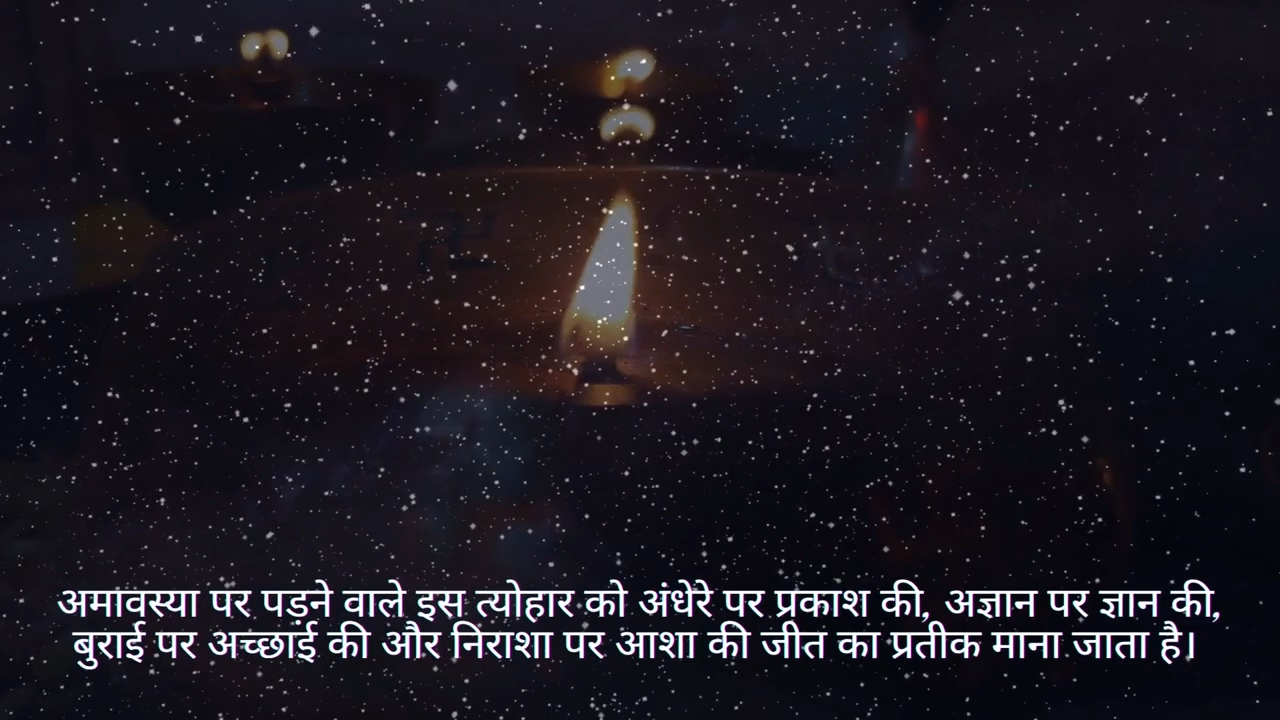 अमावस्या पर पड़ने वाले इस त्योहार को अंधेरे पर प्रकाश की, अज्ञान पर ज्ञान की,
बुराई पर अच्छाई की और निराशा पर आशा की जीत का प्रतीक माना जाता है।